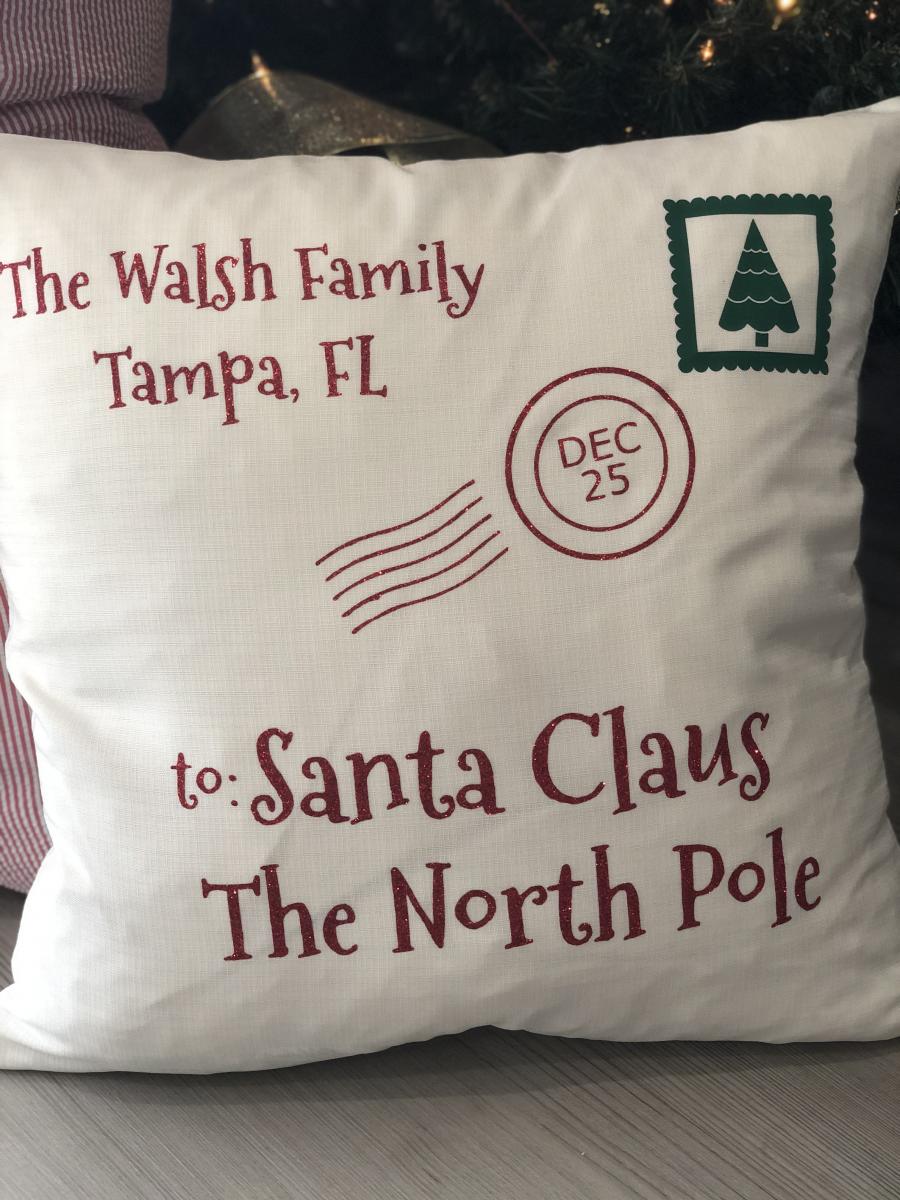 The Walsh Family
Tampa, FL
DEC
25
to: Santa Claus
The North Pole